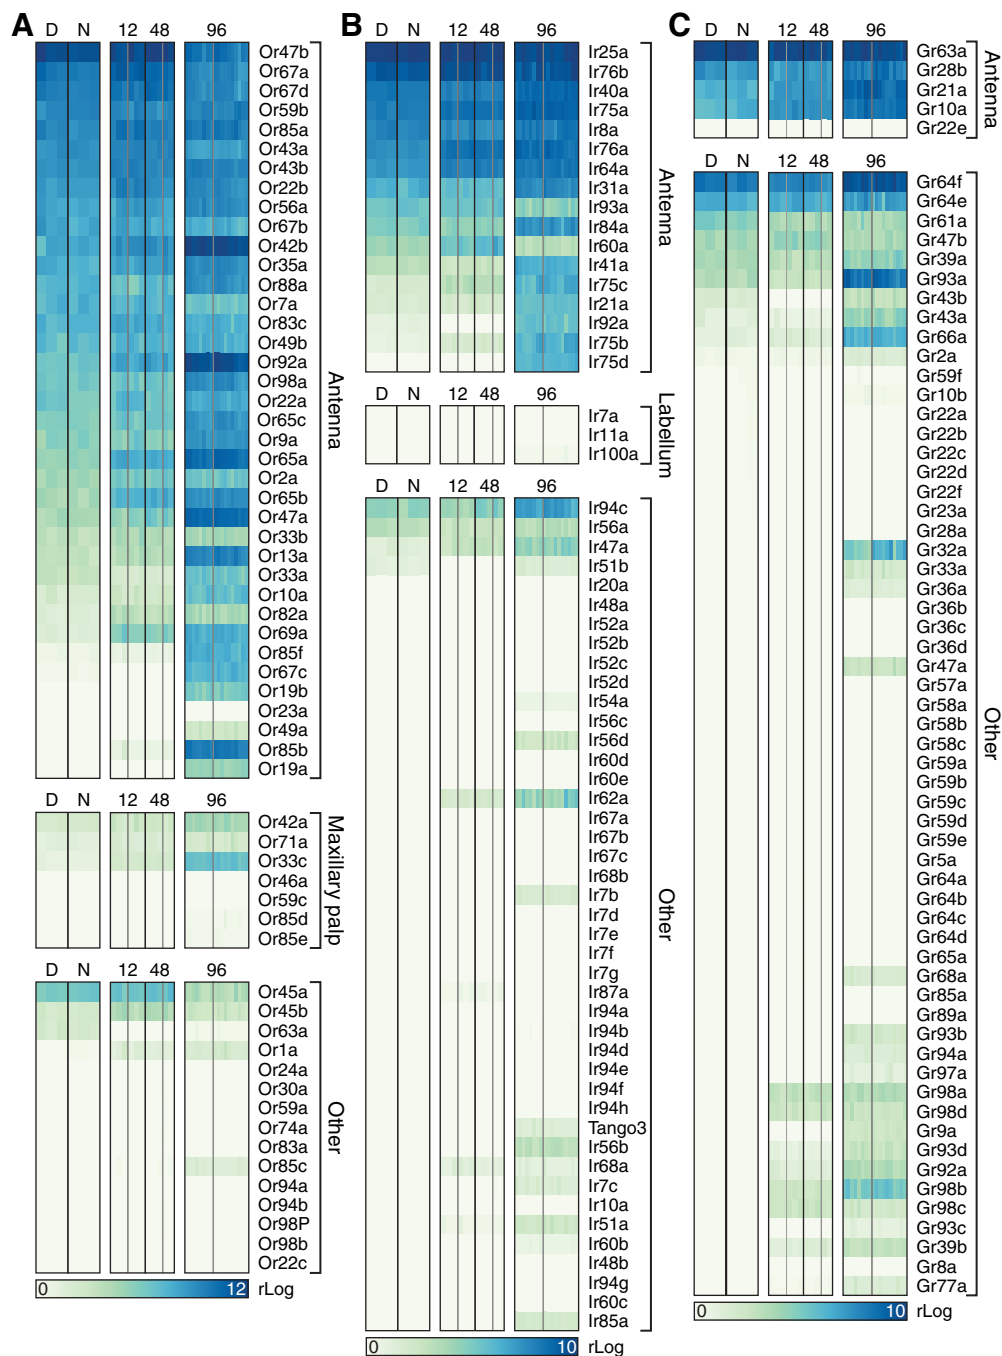 A
D N 12 48 96
Or47b
Or67a
Or67d
Or59b
Or85a
Or43a
Or43b
Or22b
Or56a
Or67b
Or42b
Or35a
Or88a
Or7a
Or83c
Or49b
Or92a
Or98a
Or22a
Or65c
Or9a
Or65a
Or2a
Or65b
Or47a
Or33b
Or13a
Or33a
Or10a
Or82a
Or69a
Or85f
Or67c
Or19b
Or23a
Or49a
Or85b
Or19a
Antenna
D N 12 48 96
Or42a
Or71a
Or33c
Or46a
Or59c
Or85d
Or85e
Maxillary palp
D N 12 48 96
Or45a
Or45b
Or63a
Or1a
Or24a
Or30a
Or59a
Or74a
Or83a
Or85c
Or94a
Or94b
Or98P
Or98b
Or22c
Other
0 12 rLog
B
D N 12 48 96
Ir25a
Ir76b
Ir40a
Ir75a
Ir8a
Ir76a
Ir64a
Ir31a
Ir93a
Ir84a
Ir60a
Ir41a
Ir75c
Ir21a
Ir92a
Ir75b
Ir75d
Antenna
D N 12 48 96
Ir7a
Ir11a
Ir100a
Labellum
D N 12 48 96
Ir94c
Ir56a
Ir47a
Ir51b
Ir20a
Ir48a
Ir52a
Ir52b
Ir52c
Ir52d
Ir54a
Ir56c
Ir56d
Ir60d
Ir60e
Ir62a
Ir67a
Ir67b
Ir67c
Ir68b
Ir7b
Ir7d
Ir7e
Ir7f
Ir7g
Ir87a
Ir94a
Ir94b
Ir94d
Ir94e
Ir94f
Ir94h
Tango3
Ir56b
Ir68a
Ir7c
Ir10a
Ir51a
Ir60b
Ir48b
Ir94g
Ir60c
Ir85a
Other
0 10 rLog
C
D N 12 48 96
Gr63a
Gr28b
Gr21a
Gr10a
Gr22e
Antenna
D N 12 48 96
Gr64f
Gr64e
Gr61a
Gr47b
Gr39a
Gr93a
Gr43b
Gr43a
Gr66a
Gr2a
Gr59f
Gr10b
Gr22a
Gr22b
Gr22c
Gr22d
Gr22f
Gr23a
Gr28a
Gr32a
Gr33a
Gr36a
Gr36b
Gr36c
Gr36d
Gr47a
Gr57a
Gr58a
Gr58b
Gr58c
Gr59a
Gr59b
Gr59c
Gr59d
Gr59e
Gr5a
Gr64a
Gr64b
Gr64c
Gr64d
Gr65a
Gr68a
Gr85a
Gr89a
Gr93b
Gr94a
Gr97a
Gr98a
Gr98d
Gr9a
Gr93d
Gr92a
Gr98b
Gr98c
Gr93c
Gr39b
Gr8a
Gr77a
Other
0 10 rLog